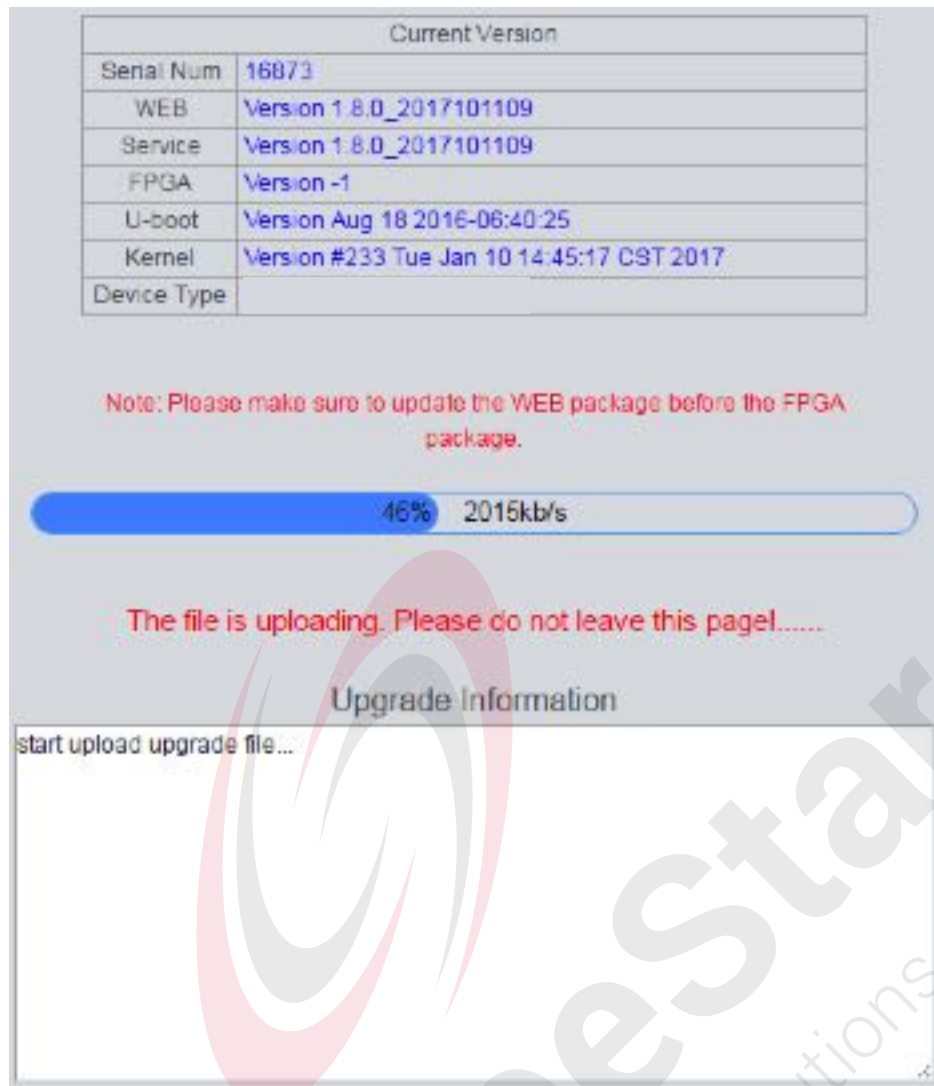 Current Version
Serial Num 16873
WEB Version 1.8.0_2017101109
Service Version 1.8.0_2017101109
FPGA Version -1
U-boot Version Aug 18 2016-06:40:25
Kernel Version #233 Tue Jan 10 14:45:17 CST 2017
Device Type
Note: Please make sure to update the WEB package before the FPGA
package.
46% 2015kb/s
The file is uploading. Please do not leave this page!......
Upgrade Information
start upload upgrade file...